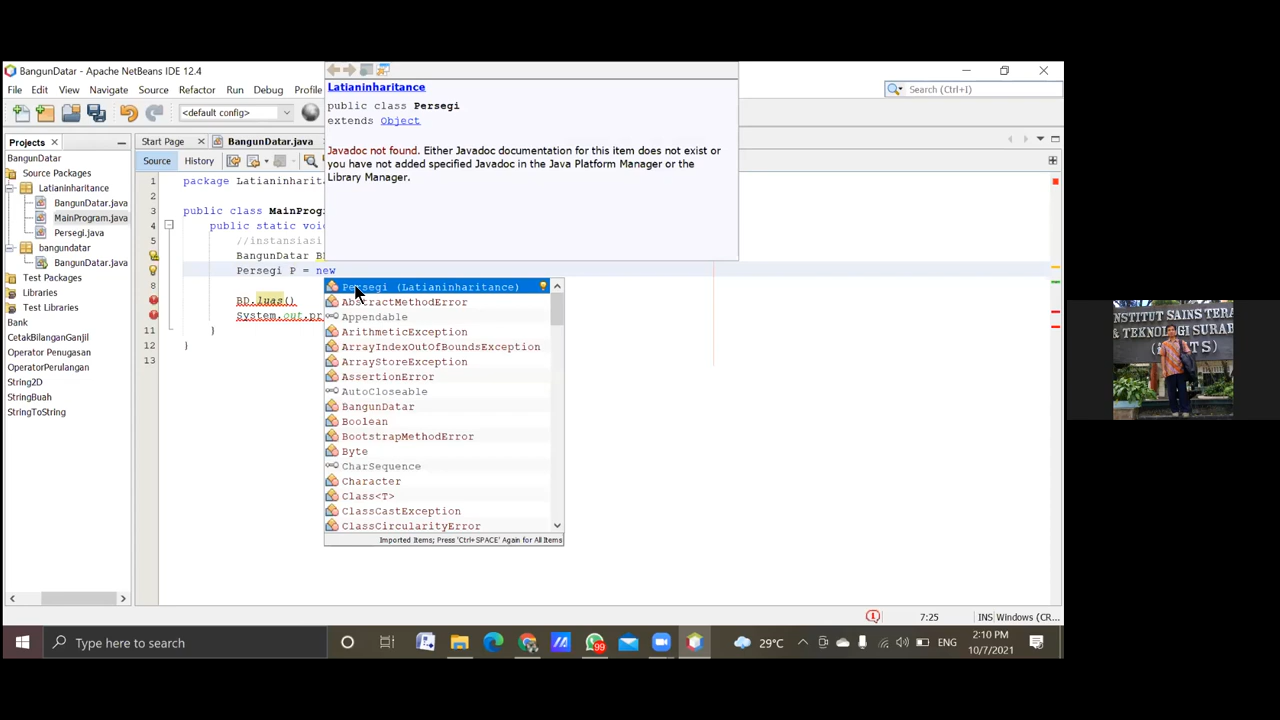 BangunDatar - Apache NetBeans IDE 12.4
File Edit View Navigate Source Refactor Run Debug Profile
Search (Ctrl+I)
<default config>
Projects
Start Page
BangunDatar.java
Source History
BangunDatar
Source Packages
Latianinharitance
BangunDatar.java
MainProgram.java
Persegi.java
bangundatar
BangunDatar.java
Test Packages
Libraries
Test Libraries
Bank
CetakBilanganGanjil
Operator Penugasan
OperatorPerulangan
String2D
StringBuah
StringToString
Latianinharitance
public class Persegi
extends Object
Javadoc not found. Either Javadoc documentation for this item does not exist or
you have not added specified Javadoc in the Java Platform Manager or the
Library Manager.
1 package Latianinharita
2
3 public class MainProgr
4 public static voi
5 //instansiasi
BangunDatar B
Persegi P = new
8
BD.luas()
System.out.pr
11 }
12 }
13
Persegi (Latianinharitance)
AbstractMethodError
Appendable
ArithmeticException
ArrayIndexOutOfBoundsException
ArrayStoreException
AssertionError
AutoCloseable
BangunDatar
Boolean
BootstrapMethodError
Byte
CharSequence
Character
Class<T>
ClassCastException
ClassCircularityError
Imported Items; Press 'Ctrl+SPACE' Again for All Items
7:25 INS Windows (CR...
Type here to search
99
29°C
ENG
2:10 PM
10/7/2021
INSTITUT SAINS TERA
& TEKNOLOGI SURAB